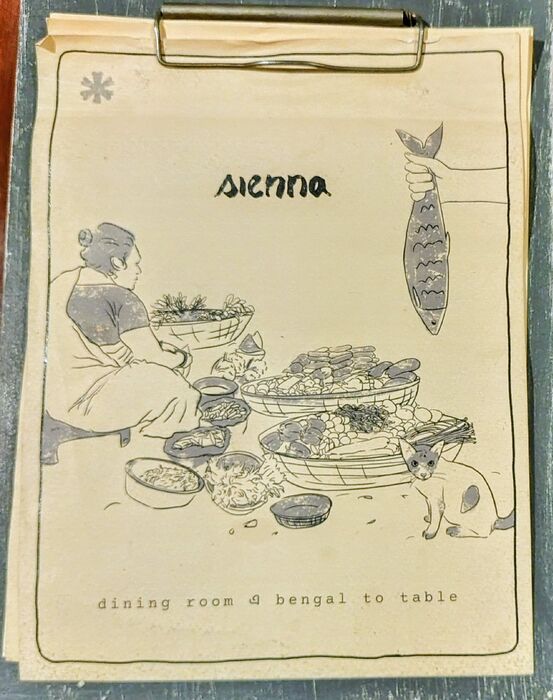 sienna
dining room & bengal to table